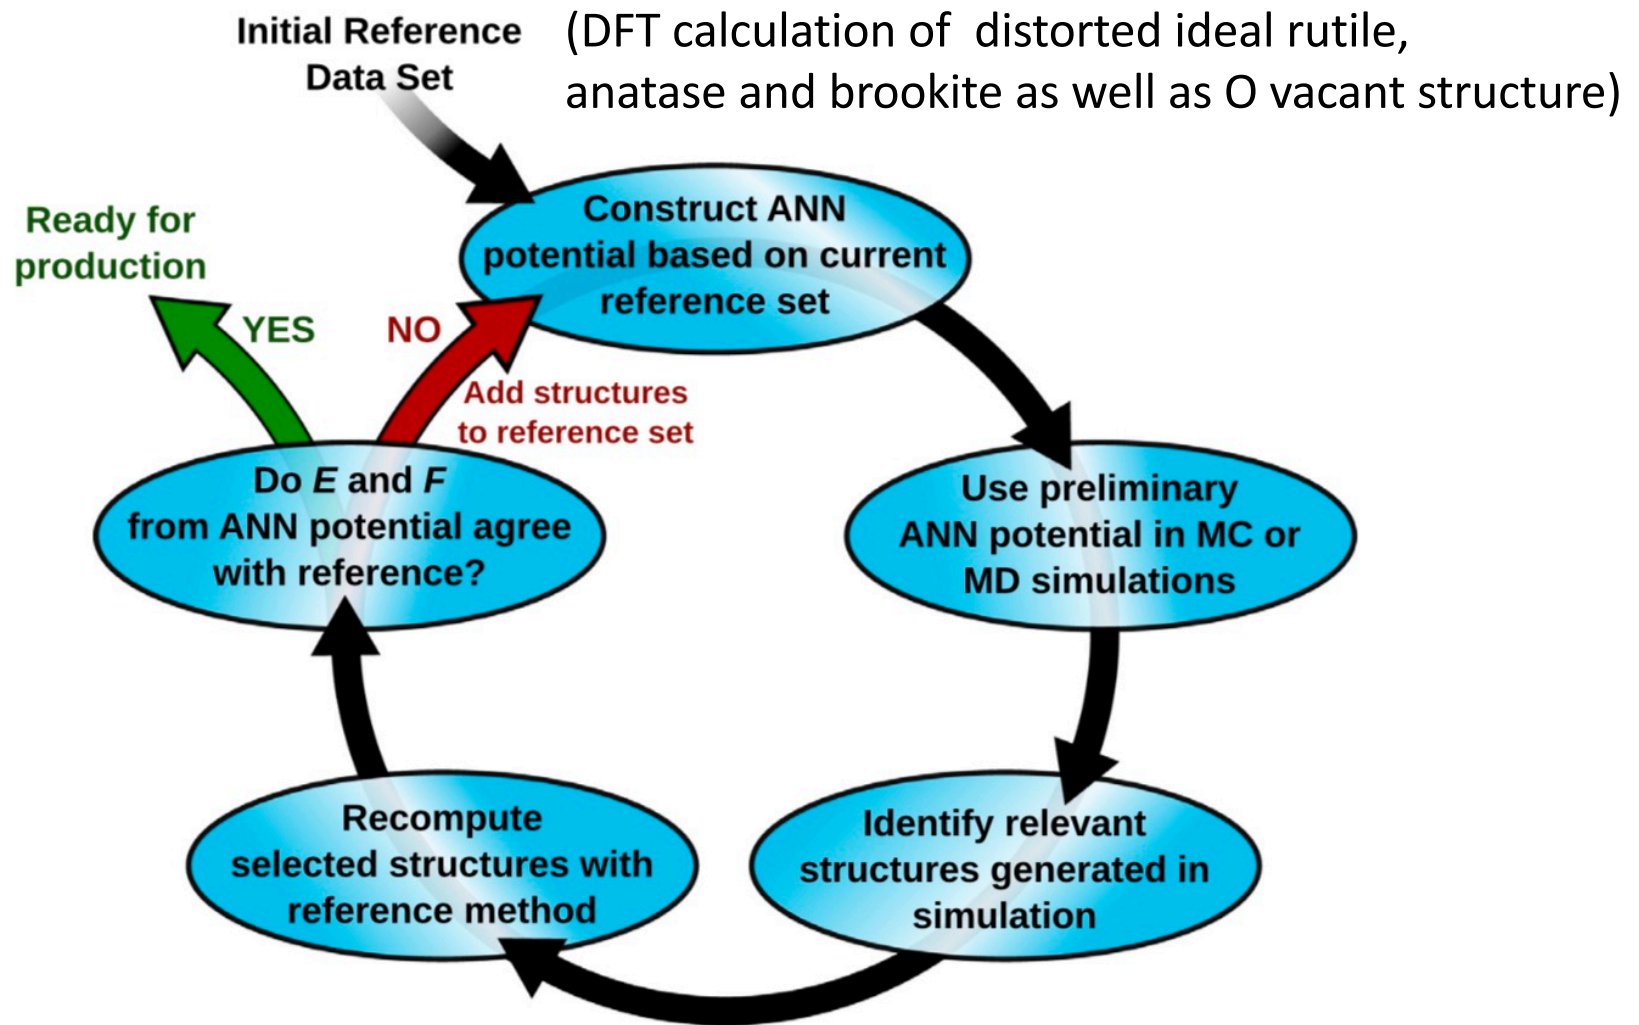 Initial Reference
Data Set
(DFT calculation of distorted ideal rutile,
anatase and brookite as well as O vacant structure)
Construct ANN
potential based on current
reference set
Ready for
production
YES
NO
Add structures
to reference set
Do E and F
from ANN potential agree
with reference?
Use preliminary
ANN potential in MC or
MD simulations
Recompute
selected structures with
reference method
Identify relevant
structures generated in
simulation